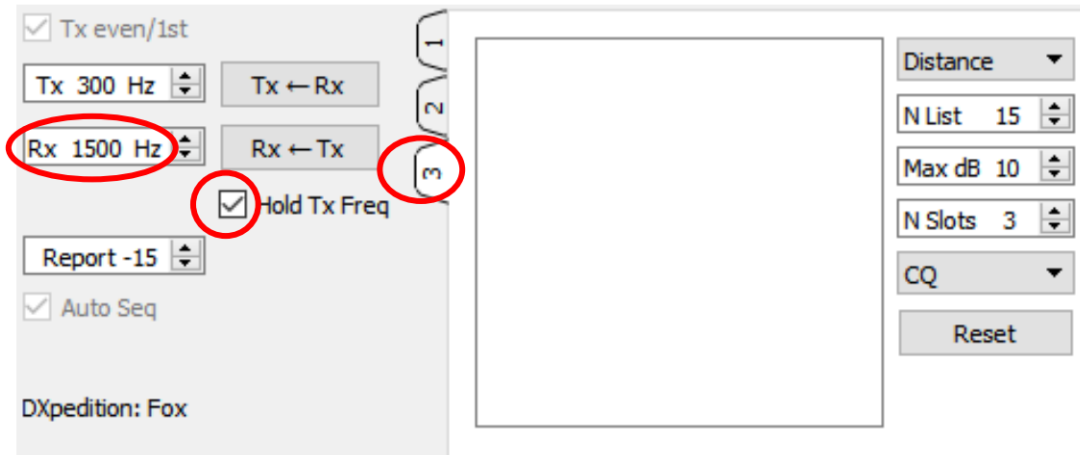 Tx even/1st
Tx 300 Hz
Tx ← Rx
Rx 1500 Hz
Rx ← Tx
Hold Tx Freq
Report -15
Auto Seq
DXpedition: Fox
1
2
3
Distance
N List 15
Max dB 10
N Slots 3
CQ
Reset